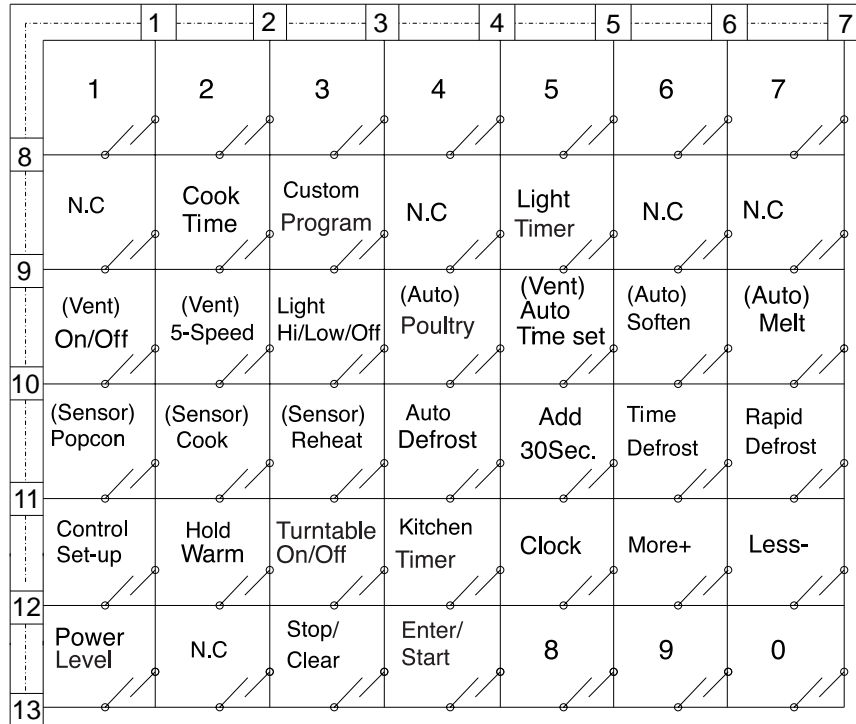 1 2 3 4 5 6 7
1 2 3 4 5 6 7
8
N.C Cook Custom N.C Light N.C N.C
Time Program Timer
9
(Vent) (Vent) Light (Auto) (Vent) (Auto) (Auto)
On/Off 5-Speed Hi/Low/Off Poultry Auto Soften Melt
Time set
10
(Sensor) (Sensor) (Sensor) Auto Add Time Rapid
Popcon Cook Reheat Defrost 30Sec. Defrost Defrost
11
Control Hold Turntable Kitchen Clock More+ Less-
Set-up Warm On/Off Timer
12
Power N.C Stop/ Enter/ 8 9 0
Level Clear Start
13